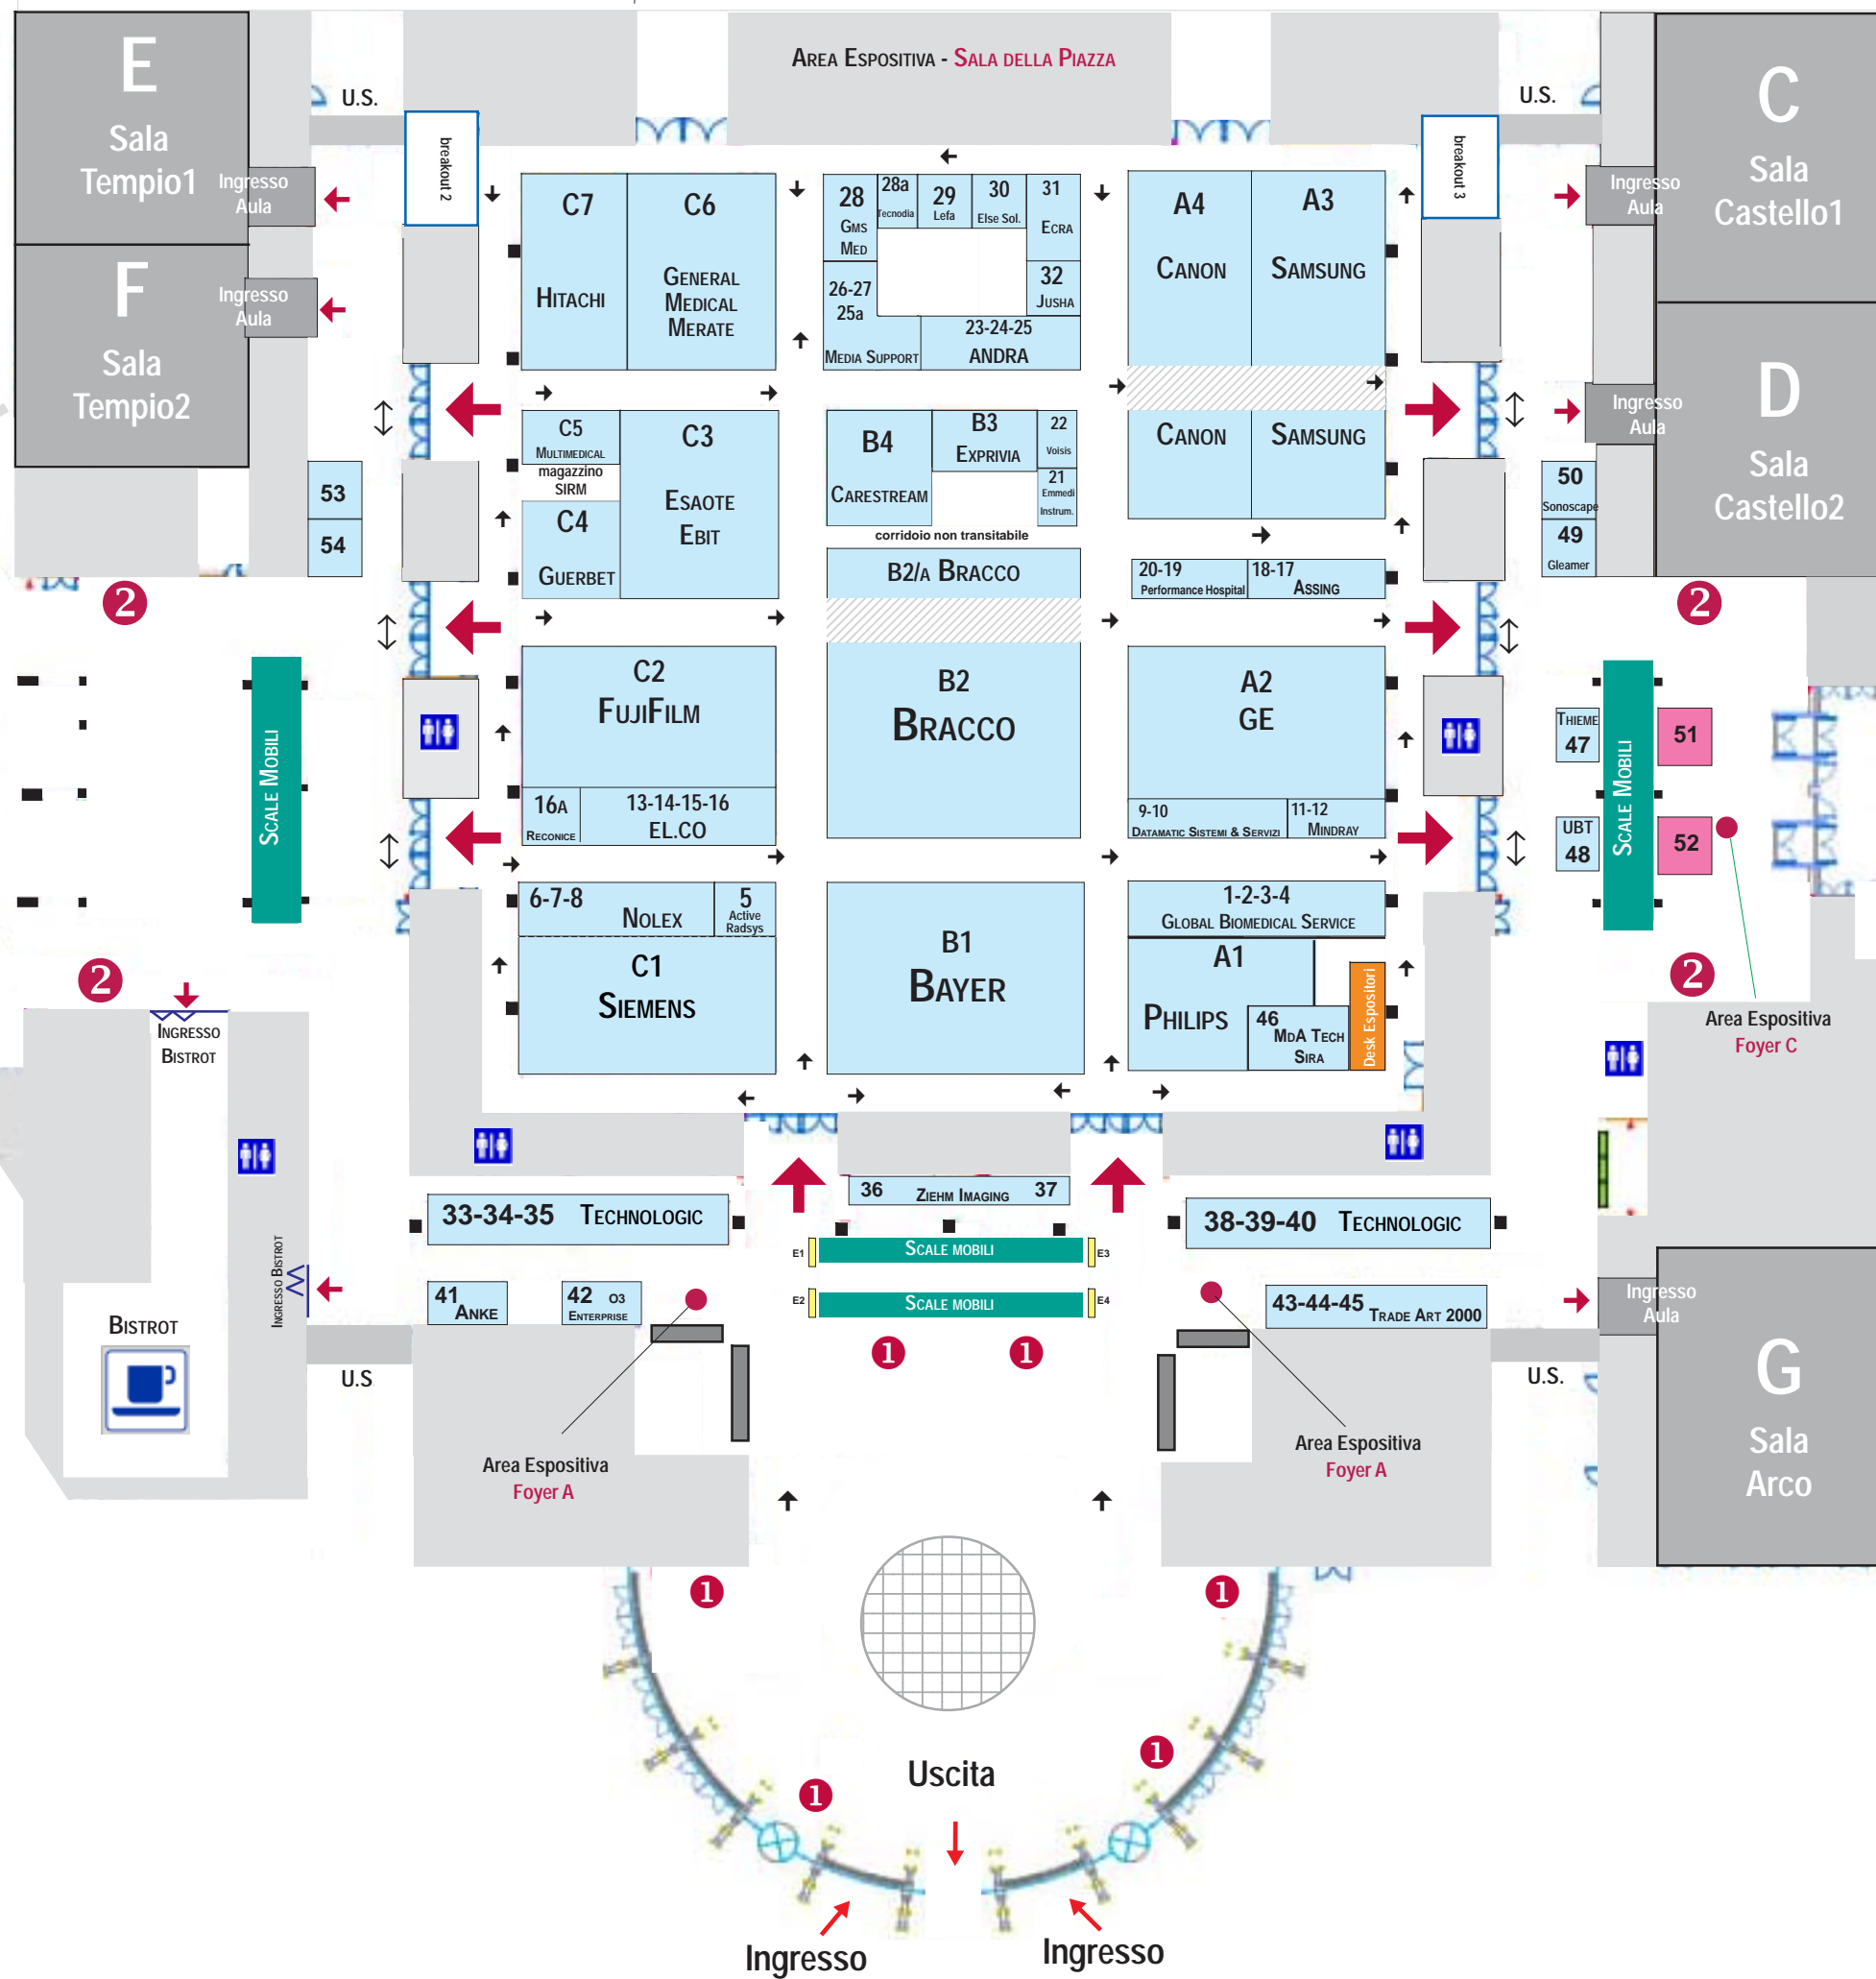 AREA ESPOSITIVA - SALA DELLA PIAZZA
E
Sala
Tempio1
Ingresso
Aula
U.S.
breakout 2
F
Sala
Tempio2
Ingresso
Aula
53
54
U.S.
breakout 3
C
Sala
Castello1
Ingresso
Aula
D
Sala
Castello2
Ingresso
Aula
50
Sonoscape
49
Gleamer
C7
HITACHI
C6
GENERAL
MEDICAL
MERATE
28
GMS
MED
28a
Tecnodia
29
Lefa
30
Else Sol.
31
ECRA
32
JUSHA
26-27
25a
MEDIA SUPPORT
23-24-25
ANDRA
A4
CANON
A3
SAMSUNG
C5
MULTIMEDICAL
magazzino
SIRM
C4
GUERBET
C3
ESAOTE
EBIT
B4
CARESTREAM
B3
EXPRIVIA
22
Voisis
21
Emmedi
Instrum.
corridoio non transitabile
CANON
SAMSUNG
B2/A BRACCO
20-19
Performance Hospital
18-17
ASSING
C2
FUJIFILM
16A
RECONICE
13-14-15-16
EL.CO
B2
BRACCO
A2
GE
9-10
DATAMATIC SISTEMI & SERVIZI
11-12
MINDRAY
2
2
SCALE MOBILI
THIEME
47
UBT
48
SCALE MOBILI
51
52
6-7-8
NOLEX
5
Active
Radsys
C1
SIEMENS
B1
BAYER
1-2-3-4
GLOBAL BIOMEDICAL SERVICE
A1
PHILIPS
46
MDA TECH
SIRA
Desk Espositori
2
2
INGRESSO
BISTROT
Area Espositiva
Foyer C
33-34-35 TECHNOLOGIC
36 ZIEHM IMAGING 37
38-39-40 TECHNOLOGIC
E1
SCALE MOBILI
E3
E2
SCALE MOBILI
E4
INGRESSO BISTROT
41
ANKE
42 O3
ENTERPRISE
43-44-45 TRADE ART 2000
Ingresso
Aula
BISTROT
U.S
1
1
U.S.
G
Sala
Arco
Area Espositiva
Foyer A
Area Espositiva
Foyer A
1
1
1
1
Uscita
Ingresso
Ingresso